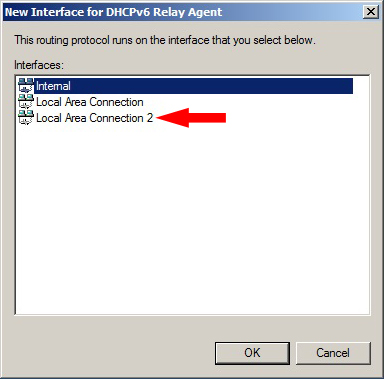 New Interface for DHCPv6 Relay Agent
This routing protocol runs on the interface that you select below.
Interfaces:
Internal
Local Area Connection
Local Area Connection 2
OK
Cancel